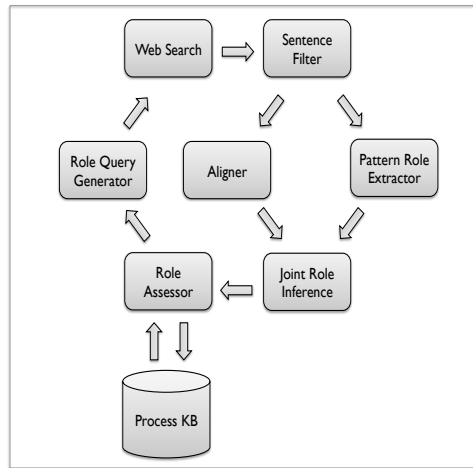 Web Search
Sentence
Filter
Role Query
Generator
Aligner
Pattern Role
Extractor
Role
Assessor
Joint Role
Inference
Process KB